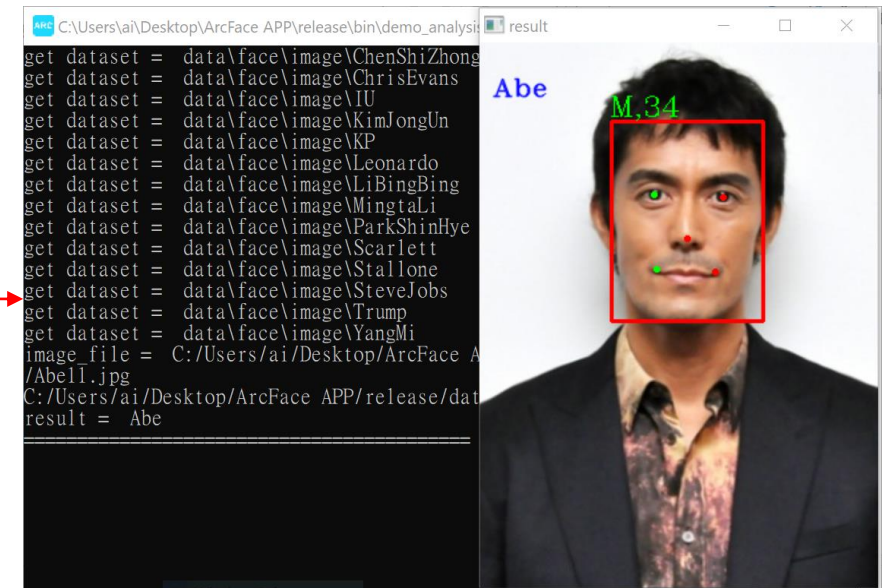 ARC C:\Users\ai\Desktop\ArcFace APP\release\bin\demo_analysis
get dataset =  data\face\image\ChenShiZhong
get dataset =  data\face\image\ChrisEvans
get dataset =  data\face\image\IU
get dataset =  data\face\image\KimJongUn
get dataset =  data\face\image\KP
get dataset =  data\face\image\Leonardo
get dataset =  data\face\image\LiBingBing
get dataset =  data\face\image\MingtaLi
get dataset =  data\face\image\ParkShinHye
get dataset =  data\face\image\Scarlett
get dataset =  data\face\image\Stallone
get dataset =  data\face\image\SteveJobs
get dataset =  data\face\image\Trump
get dataset =  data\face\image\YangMi
image_file =  C:/Users/ai/Desktop/ArcFace A
/Abe11.jpg
C:/Users/ai/Desktop/ArcFace APP/release/dat
result =  Abe
==========================================
result
Abe
M,34